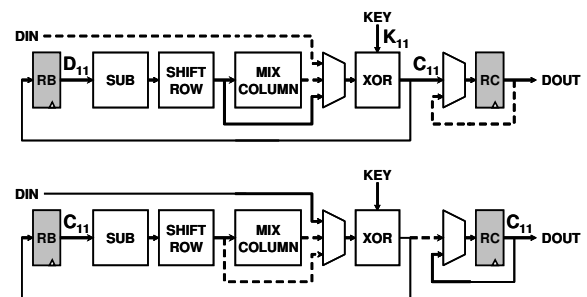 KEY
DIN
K11
D11
C11
RB
SUB
SHIFT
ROW
MIX
COLUMN
XOR
RC
DOUT
KEY
DIN
C11
C11
RB
SUB
SHIFT
ROW
MIX
COLUMN
XOR
RC
DOUT